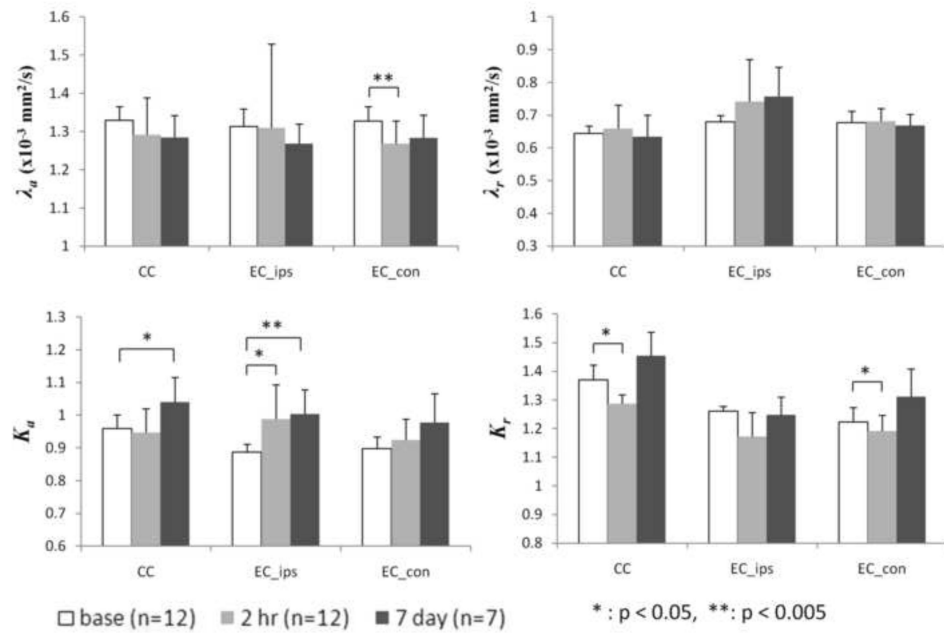 1.6
1.5
1.4
1.3
1.2
1.1
1
λa (x10⁻³ mm²/s)
**
CC
EC_ips
EC_con
1
0.9
0.8
0.7
0.6
0.5
0.4
0.3
λr (x10⁻³ mm²/s)
CC
EC_ips
EC_con
1.2
1.1
1
0.9
0.8
0.7
0.6
Ka
*
**
*
CC
EC_ips
EC_con
1.6
1.5
1.4
1.3
1.2
1.1
1
0.9
0.8
Kr
*
*
CC
EC_ips
EC_con
base (n=12) 2 hr (n=12) 7 day (n=7)
* : p < 0.05, **: p < 0.005